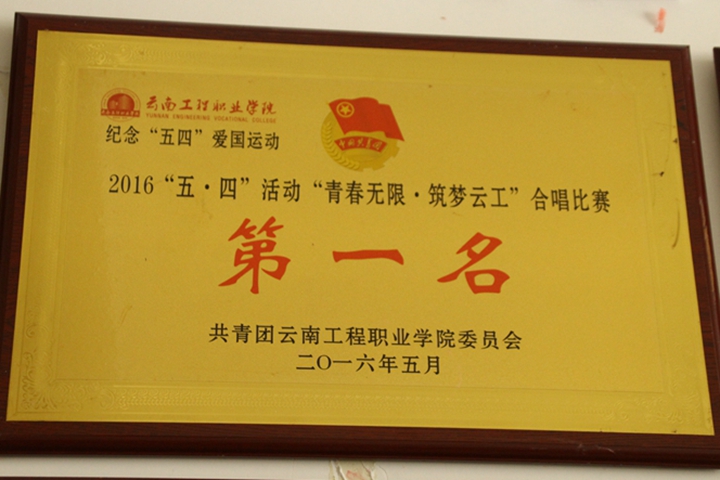 云南工程职业学院
YUNNAN ENGINEERING VOCATIONAL COLLEGE
纪念“五四”爱国运动
2016“五·四”活动“青春无限·筑梦云工”合唱比赛
第一名
共青团云南工程职业学院委员会
二〇一六年五月